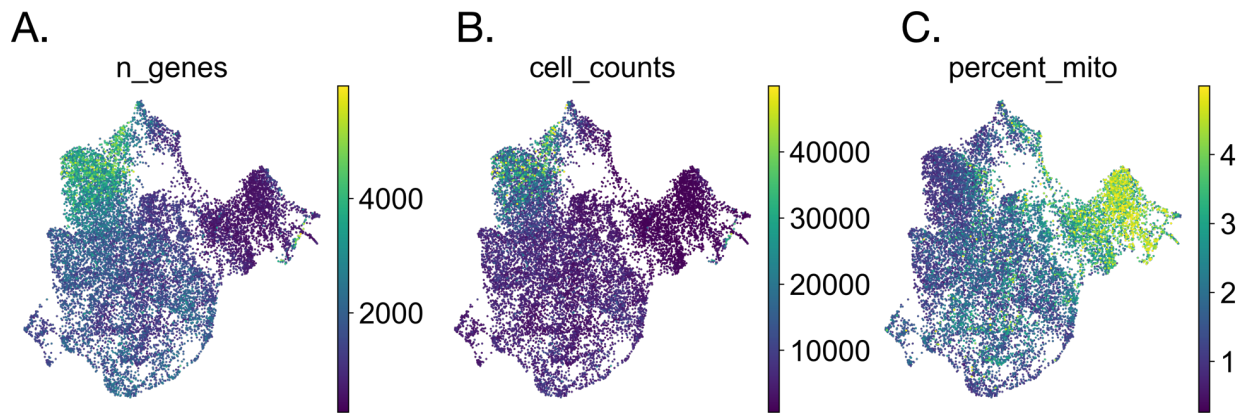 A.
n_genes
4000
2000
B.
cell_counts
40000
30000
20000
10000
C.
percent_mito
4
3
2
1